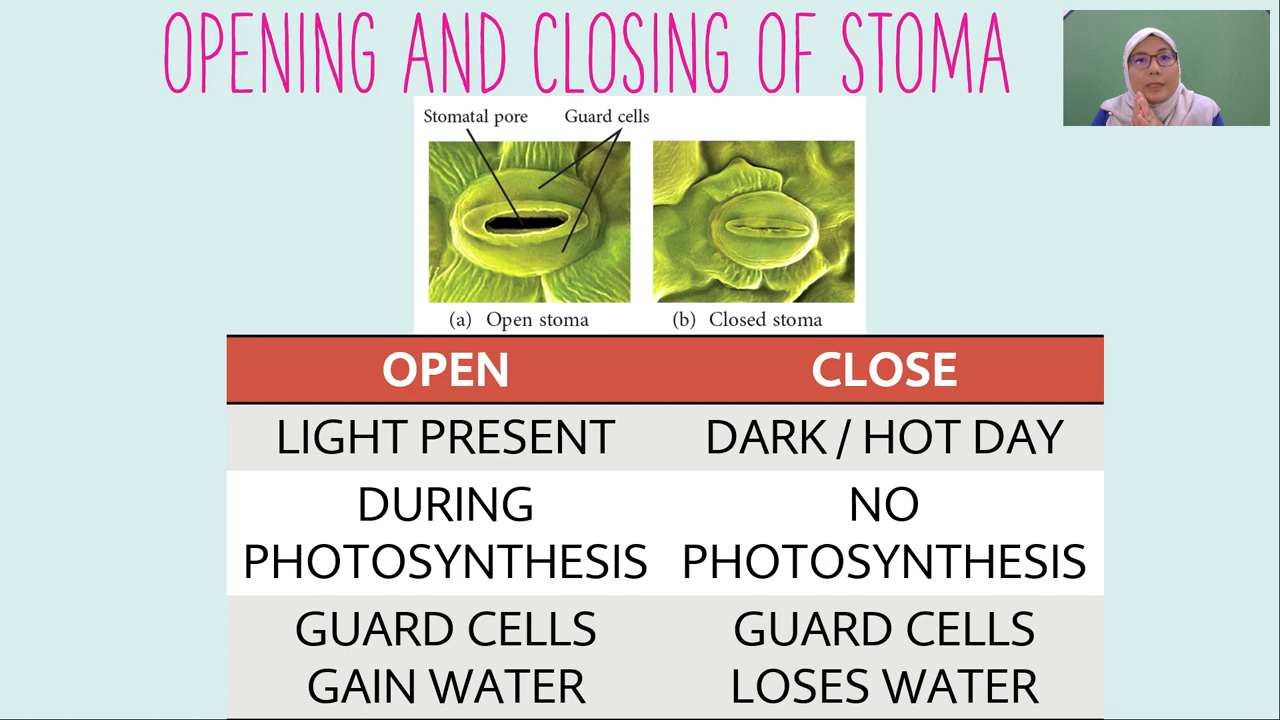 OPENING AND CLOSING OF STOMA
Stomatal pore Guard cells
(a) Open stoma (b) Closed stoma
OPEN CLOSE
LIGHT PRESENT DARK / HOT DAY
DURING PHOTOSYNTHESIS NO PHOTOSYNTHESIS
GUARD CELLS GAIN WATER GUARD CELLS LOSES WATER